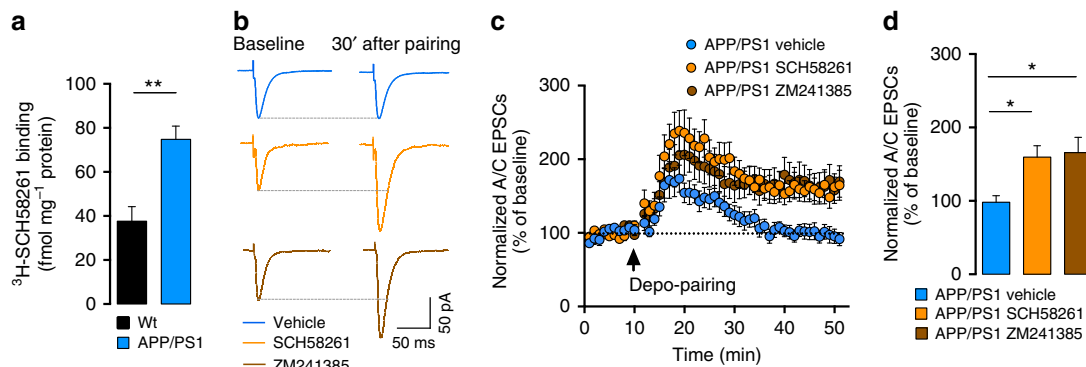 a
³H-SCH58261 binding
(fmol mg⁻¹ protein)
100
80
60
40
20
0
**
Wt
APP/PS1
b
Baseline
30′ after pairing
50 pA
50 ms
Vehicle
SCH58261
ZM241385
c
APP/PS1 vehicle
APP/PS1 SCH58261
APP/PS1 ZM241385
Normalized A/C EPSCs
(% of baseline)
300
200
100
0
Depo-pairing
0
10
20
30
40
50
Time (min)
d
Normalized A/C EPSCs
(% of baseline)
300
200
100
0
*
*
APP/PS1 vehicle
APP/PS1 SCH58261
APP/PS1 ZM241385